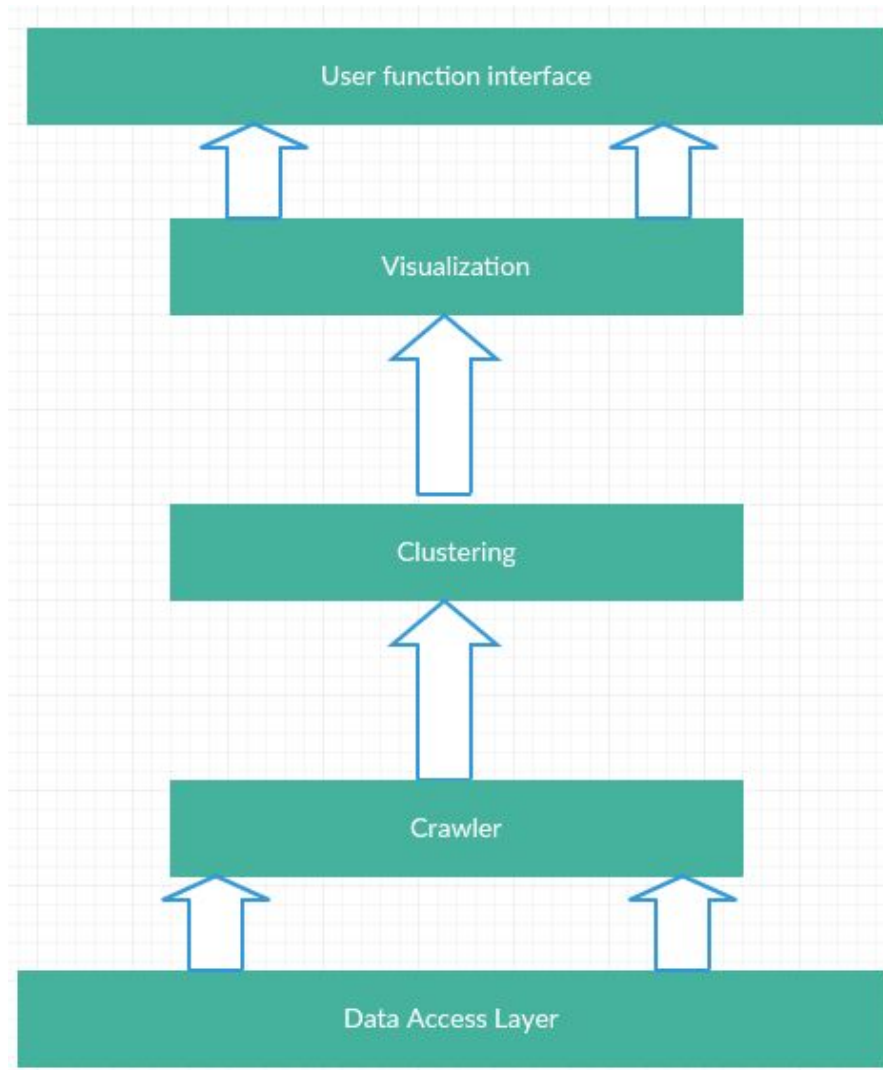 User function interface
Visualization
Clustering
Crawler
Data Access Layer